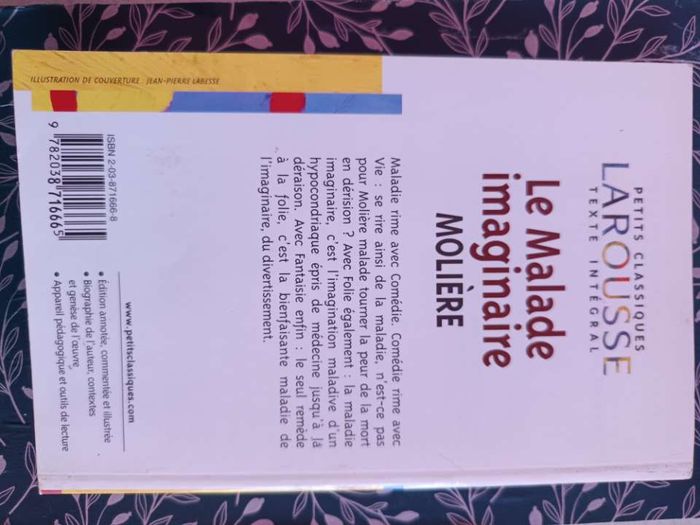 PETITS CLASSIQUES
LAROUSSE
TEXTE INTÉGRAL
Le Malade
imaginaire
MOLIÈRE
Maladie rime avec Comédie. Comédie rime avec
Vie : se rire ainsi de la maladie, n'est-ce pas
pour Molière malade tourner la peur de la mort
en dérision ? Avec Folie également : la maladie
imaginaire, c'est l'imagination maladive d'un
hypocondriaque épris de médecine jusqu'à la
déraison. Avec Fantaisie enfin : le seul remède
à la folie, c'est la bienfaisante maladie de
l'imaginaire, du divertissement.
www.petitsclassiques.com
• Édition annotée, commentée et illustrée
• Biographie de l'auteur, contextes
et genèse de l'œuvre
• Appareil pédagogique et outils de lecture
ISBN 2-03-871666-8
9 782038 716665
ILLUSTRATION DE COUVERTURE : JEAN-PIERRE LABESSE